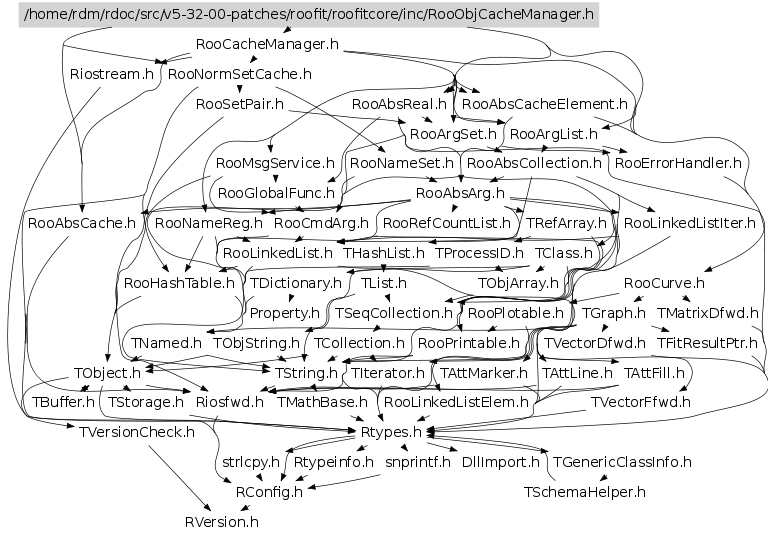 /home/rdm/rdoc/src/v5-32-00-patches/roofit/roofitcore/inc/RooObjCacheManager.h
RooCacheManager.h
Riostream.h RooNormSetCache.h
RooSetPair.h RooAbsReal.h RooAbsCacheElement.h
RooArgSet.h RooArgList.h
RooMsgService.h RooNameSet.h RooAbsCollection.h RooErrorHandler.h
RooGlobalFunc.h RooAbsArg.h
RooAbsCache.h RooNameReg.h RooCmdArg.h RooRefCountList.h TRefArray.h RooLinkedListIter.h
RooLinkedList.h THashList.h TProcessID.h TClass.h
RooHashTable.h TDictionary.h TList.h TObjArray.h RooCurve.h
Property.h TSeqCollection.h RooPlotable.h TGraph.h TMatrixDfwd.h
TNamed.h TObjString.h TCollection.h RooPrintable.h TVectorDfwd.h TFitResultPtr.h
TObject.h TString.h TIterator.h TAttMarker.h TAttLine.h TAttFill.h
TBuffer.h TStorage.h Riosfwd.h TMathBase.h RooLinkedListElem.h TVectorFfwd.h
TVersionCheck.h Rtypes.h
strlcpy.h Rtypeinfo.h snprintf.h DllImport.h TGenericClassInfo.h
RConfig.h TSchemaHelper.h
RVersion.h